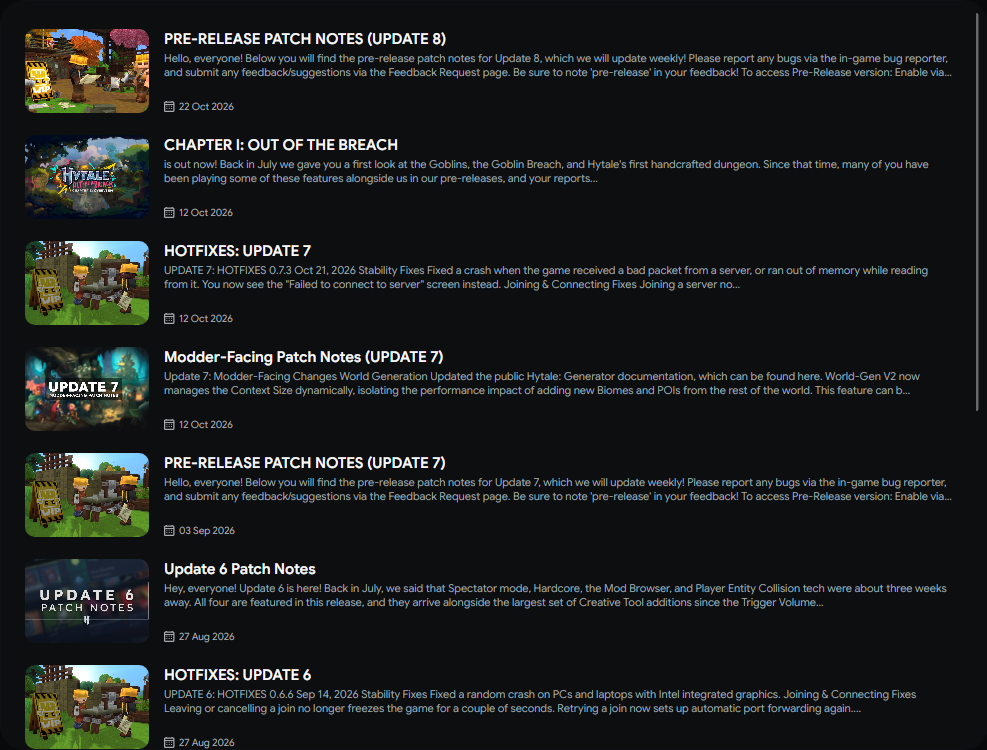 PRE-RELEASE PATCH NOTES (UPDATE 8)
Hello, everyone! Below you will find the pre-release patch notes for Update 8, which we will update weekly! Please report any bugs via the in-game bug reporter,
and submit any feedback/suggestions via the Feedback Request page. Be sure to note 'pre-release' in your feedback! To access Pre-Release version: Enable via...
22 Oct 2026
HYTALE
CHAPTER I: OUT OF THE BREACH
is out now! Back in July we gave you a first look at the Goblins, the Goblin Breach, and Hytale's first handcrafted dungeon. Since that time, many of you have
been playing some of these features alongside us in our pre-releases, and your reports...
12 Oct 2026
HOTFIXES: UPDATE 7
UPDATE 7: HOTFIXES 0.7.3 Oct 21, 2026 Stability Fixes Fixed a crash when the game received a bad packet from a server, or ran out of memory while reading
from it. You now see the "Failed to connect to server" screen instead. Joining & Connecting Fixes Joining a server no...
12 Oct 2026
UPDATE 7
MODDER-FACING PATCH NOTES
Modder-Facing Patch Notes (UPDATE 7)
Update 7: Modder-Facing Changes World Generation Updated the public Hytale: Generator documentation, which can be found here. World-Gen V2 now
manages the Context Size dynamically, isolating the performance impact of adding new Biomes and POIs from the rest of the world. This feature can b...
12 Oct 2026
PRE-RELEASE PATCH NOTES (UPDATE 7)
Hello, everyone! Below you will find the pre-release patch notes for Update 7, which we will update weekly! Please report any bugs via the in-game bug reporter,
and submit any feedback/suggestions via the Feedback Request page. Be sure to note 'pre-release' in your feedback! To access Pre-Release version: Enable via...
03 Sep 2026
UPDATE 6
PATCH NOTES
Update 6 Patch Notes
Hey, everyone! Update 6 is here! Back in July, we said that Spectator mode, Hardcore, the Mod Browser, and Player Entity Collision tech were about three weeks
away. All four are featured in this release, and they arrive alongside the largest set of Creative Tool additions since the Trigger Volume...
27 Aug 2026
HOTFIXES: UPDATE 6
UPDATE 6: HOTFIXES 0.6.6 Sep 14, 2026 Stability Fixes Fixed a random crash on PCs and laptops with Intel integrated graphics. Joining & Connecting Fixes
Leaving or cancelling a join no longer freezes the game for a couple of seconds. Retrying a join now sets up automatic port forwarding again....
27 Aug 2026